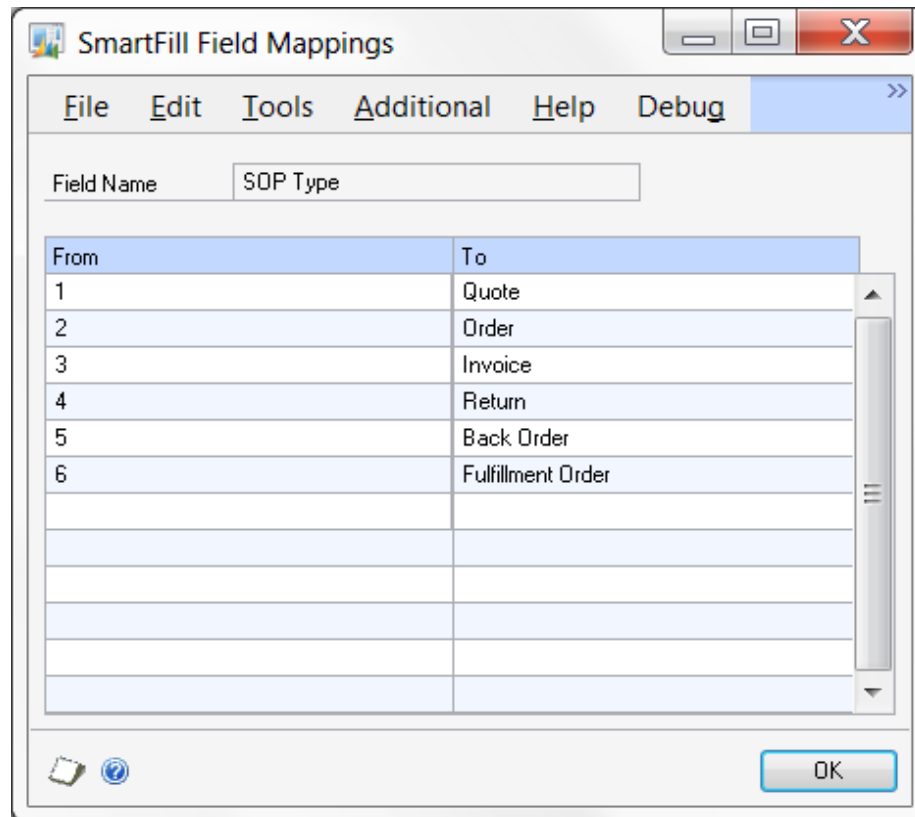 SmartFill Field Mappings
File Edit Tools Additional Help Debug »
Field Name SOP Type
From To
1 Quote
2 Order
3 Invoice
4 Return
5 Back Order
6 Fulfillment Order
OK